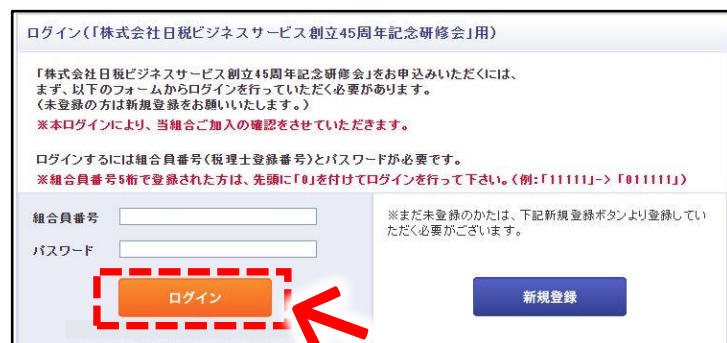 ログイン(「株式会社日税ビジネスサービス創立45周年記念研修会」用)
「株式会社日税ビジネスサービス創立45周年記念研修会」をお申込みいただくには、
まず、以下のフォームからログインを行っていただく必要があります。
(未登録の方は新規登録をお願いいたします。)
※本ログインにより、当組合ご加入の確認をさせていただきます。
ログインするには組合員番号(税理士登録番号)とパスワードが必要です。
※組合員番号5桁で登録された方は、先頭に「0」を付けてログインを行って下さい。(例:「11111」->「011111」)
組合員番号
パスワード
ログイン
※まだ未登録のかたは、下記新規登録ボタンより登録してい
ただく必要がございます。
新規登録